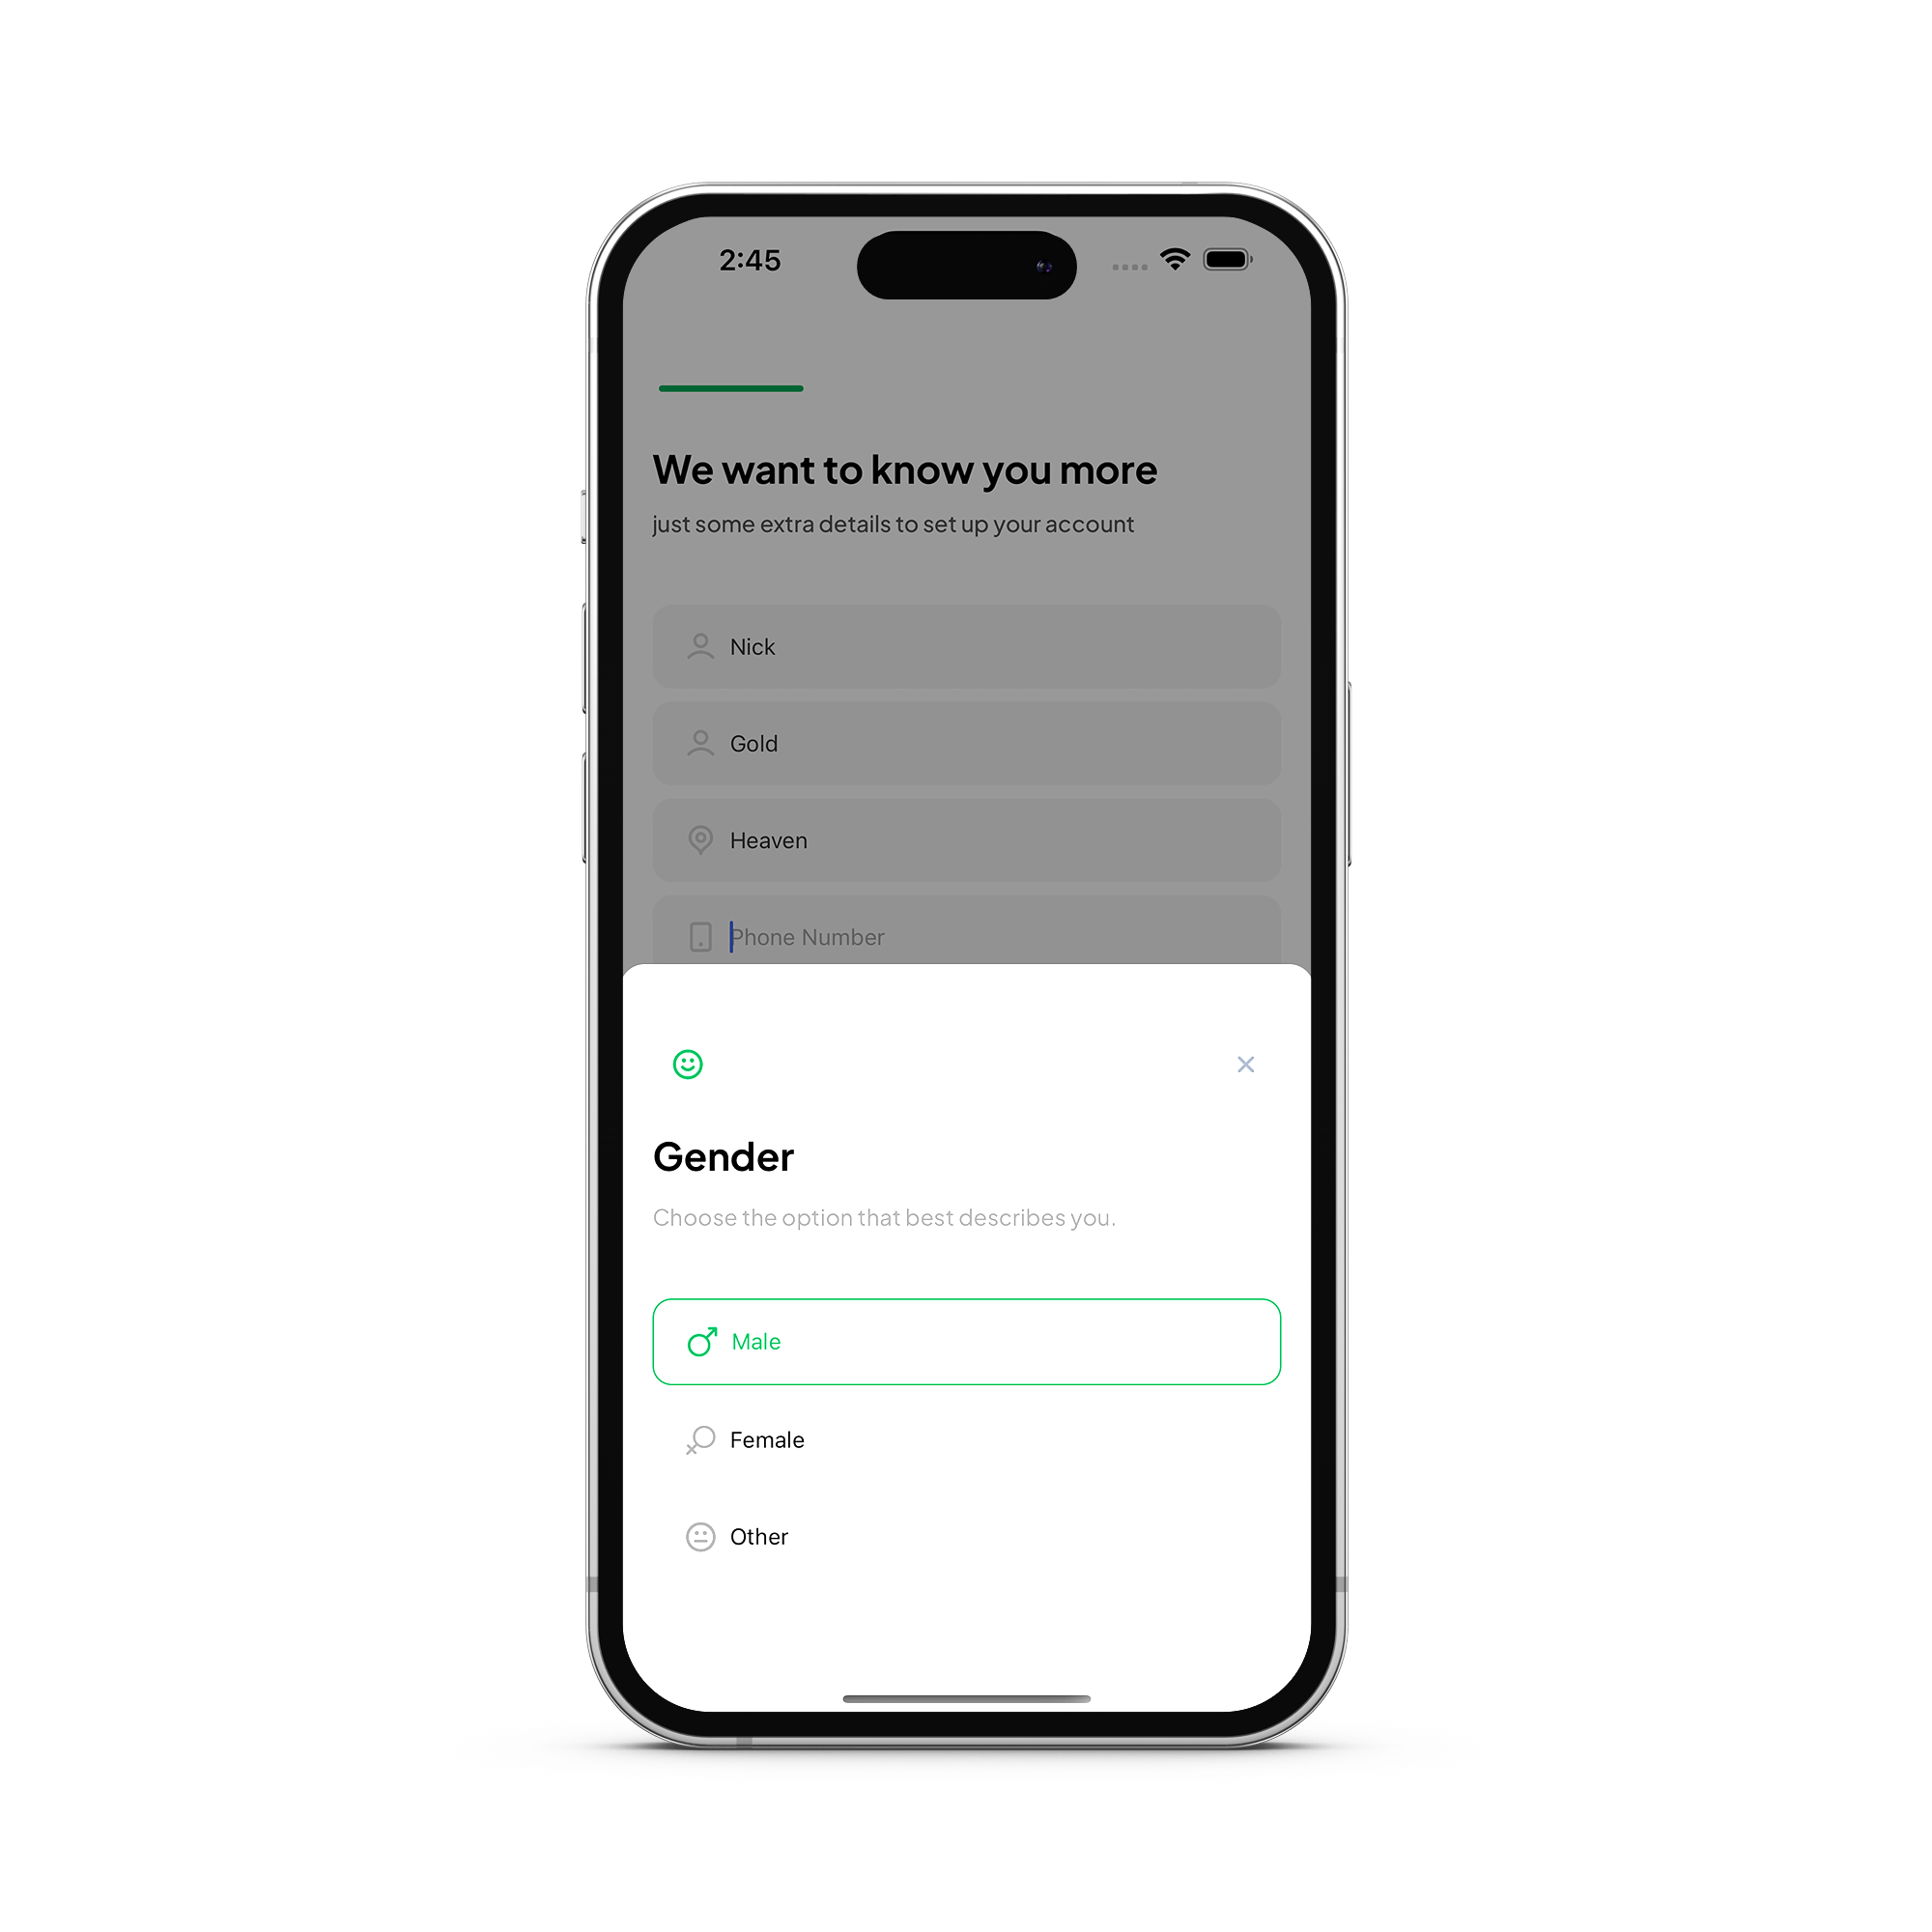 2:45
We want to know you more
just some extra details to set up your account
Nick
Gold
Heaven
Phone Number
Gender
Choose the option that best describes you.
Male
Female
Other